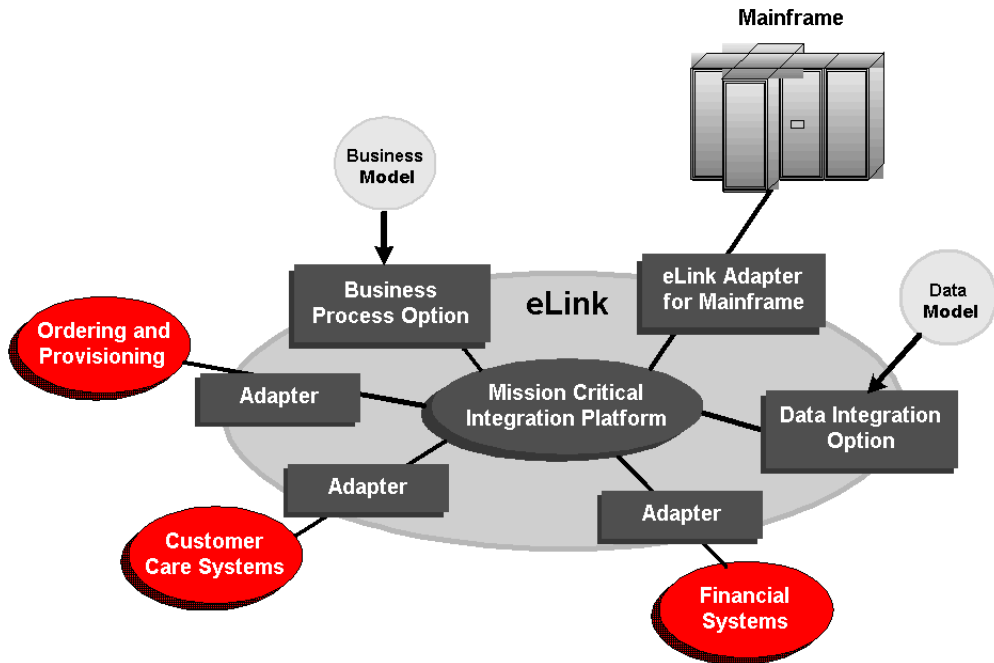 Mainframe
Business
Model
Business
Process Option
eLink
eLink Adapter
for Mainframe
Data
Model
Ordering and
Provisioning
Adapter
Mission Critical
Integration Platform
Data Integration
Option
Adapter
Adapter
Customer
Care Systems
Financial
Systems